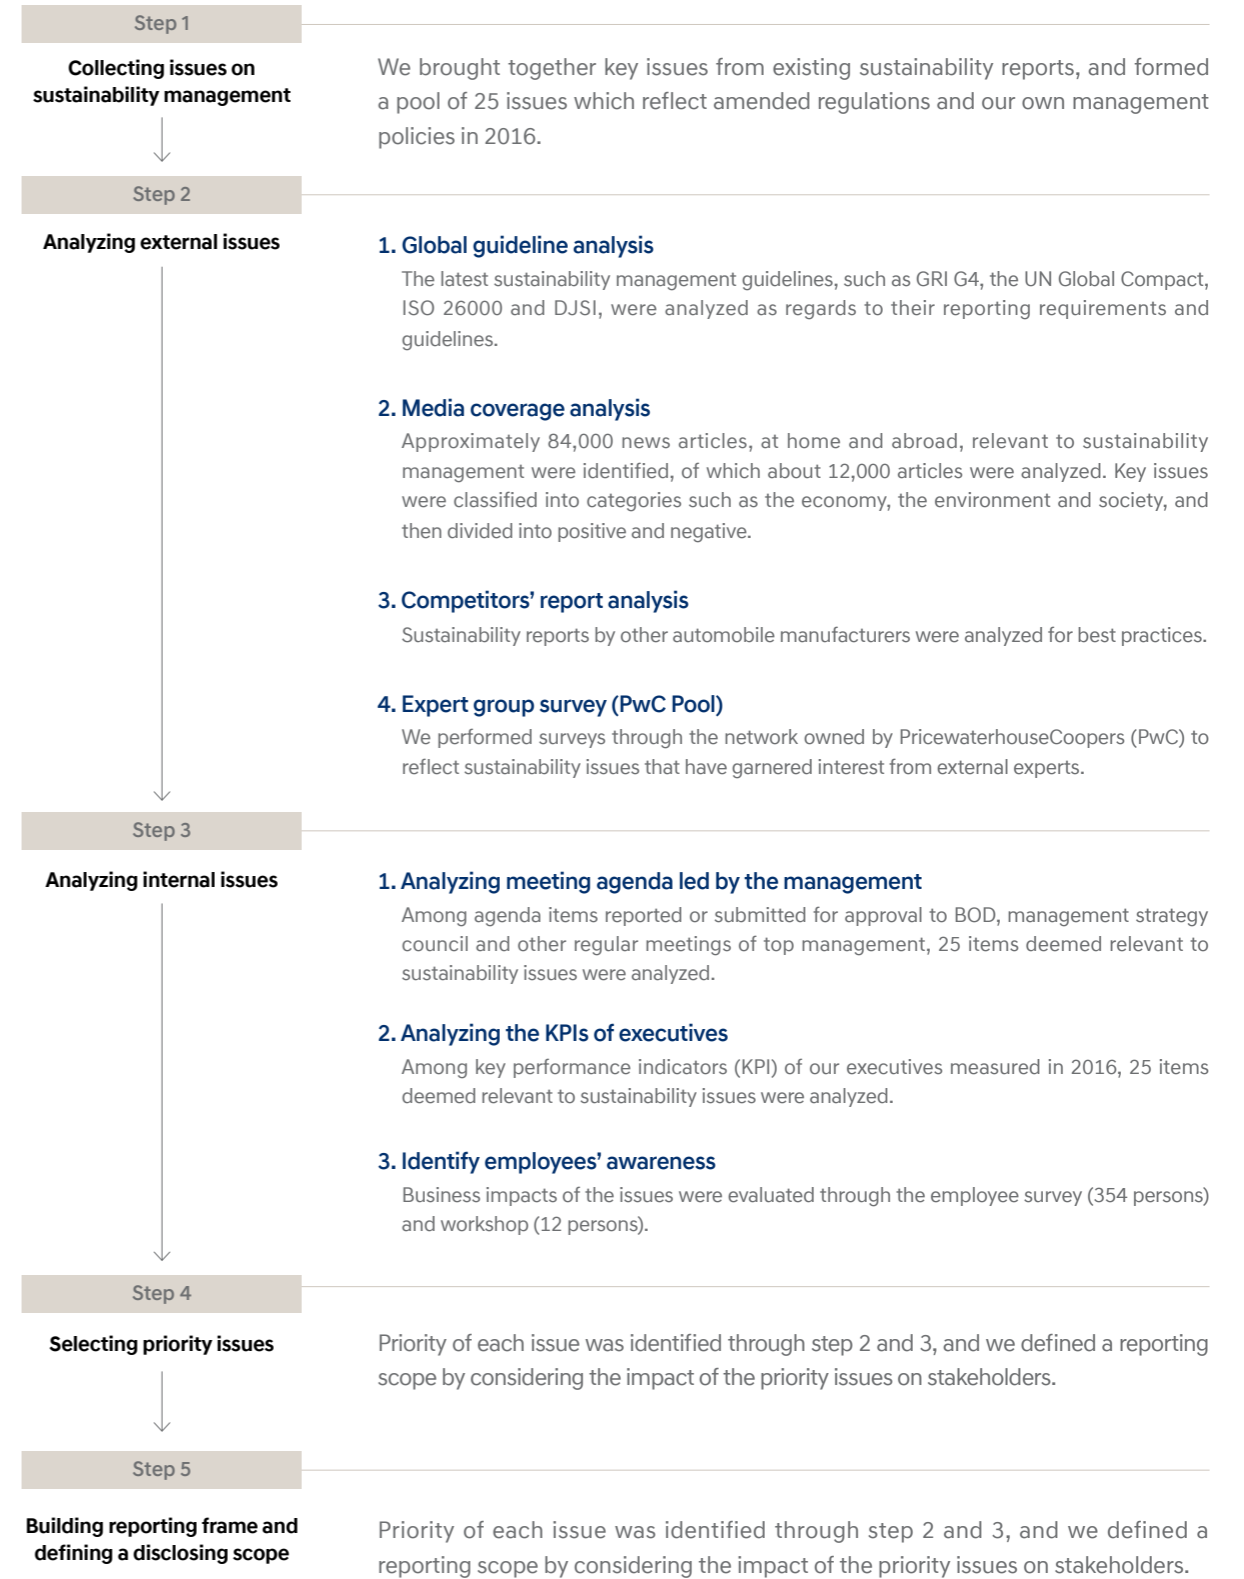 Step 1
Collecting issues on
sustainability management
We brought together key issues from existing sustainability reports, and formed
a pool of 25 issues which reflect amended regulations and our own management
policies in 2016.
Step 2
Analyzing external issues
1. Global guideline analysis
The latest sustainability management guidelines, such as GRI G4, the UN Global Compact,
ISO 26000 and DJSI, were analyzed as regards to their reporting requirements and
guidelines.
2. Media coverage analysis
Approximately 84,000 news articles, at home and abroad, relevant to sustainability
management were identified, of which about 12,000 articles were analyzed. Key issues
were classified into categories such as the economy, the environment and society, and
then divided into positive and negative.
3. Competitors’ report analysis
Sustainability reports by other automobile manufacturers were analyzed for best practices.
4. Expert group survey (PwC Pool)
We performed surveys through the network owned by PricewaterhouseCoopers (PwC) to
reflect sustainability issues that have garnered interest from external experts.
Step 3
Analyzing internal issues
1. Analyzing meeting agenda led by the management
Among agenda items reported or submitted for approval to BOD, management strategy
council and other regular meetings of top management, 25 items deemed relevant to
sustainability issues were analyzed.
2. Analyzing the KPIs of executives
Among key performance indicators (KPI) of our executives measured in 2016, 25 items
deemed relevant to sustainability issues were analyzed.
3. Identify employees’ awareness
Business impacts of the issues were evaluated through the employee survey (354 persons)
and workshop (12 persons).
Step 4
Selecting priority issues
Priority of each issue was identified through step 2 and 3, and we defined a reporting
scope by considering the impact of the priority issues on stakeholders.
Step 5
Building reporting frame and
defining a disclosing scope
Priority of each issue was identified through step 2 and 3, and we defined a
reporting scope by considering the impact of the priority issues on stakeholders.